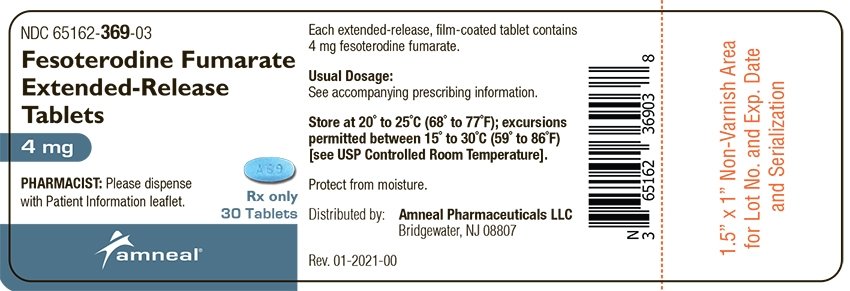 NDC 65162-369-03
Fesoterodine Fumarate
Extended-Release
Tablets
4 mg
PHARMACIST: Please dispense
with Patient Information leaflet.
A69
Rx only
30 Tablets
amneal®
Each extended-release, film-coated tablet contains
4 mg fesoterodine fumarate.
Usual Dosage:
See accompanying prescribing information.
Store at 20˚ to 25˚C (68˚ to 77˚F); excursions
permitted between 15˚ to 30˚C (59˚ to 86˚F)
[see USP Controlled Room Temperature].
Protect from moisture.
Distributed by: Amneal Pharmaceuticals LLC
Bridgewater, NJ 08807
Rev. 01-2021-00
N
3 65162 36903 8
1.5” x 1” Non-Varnish Area
for Lot No. and Exp. Date
and Serialization